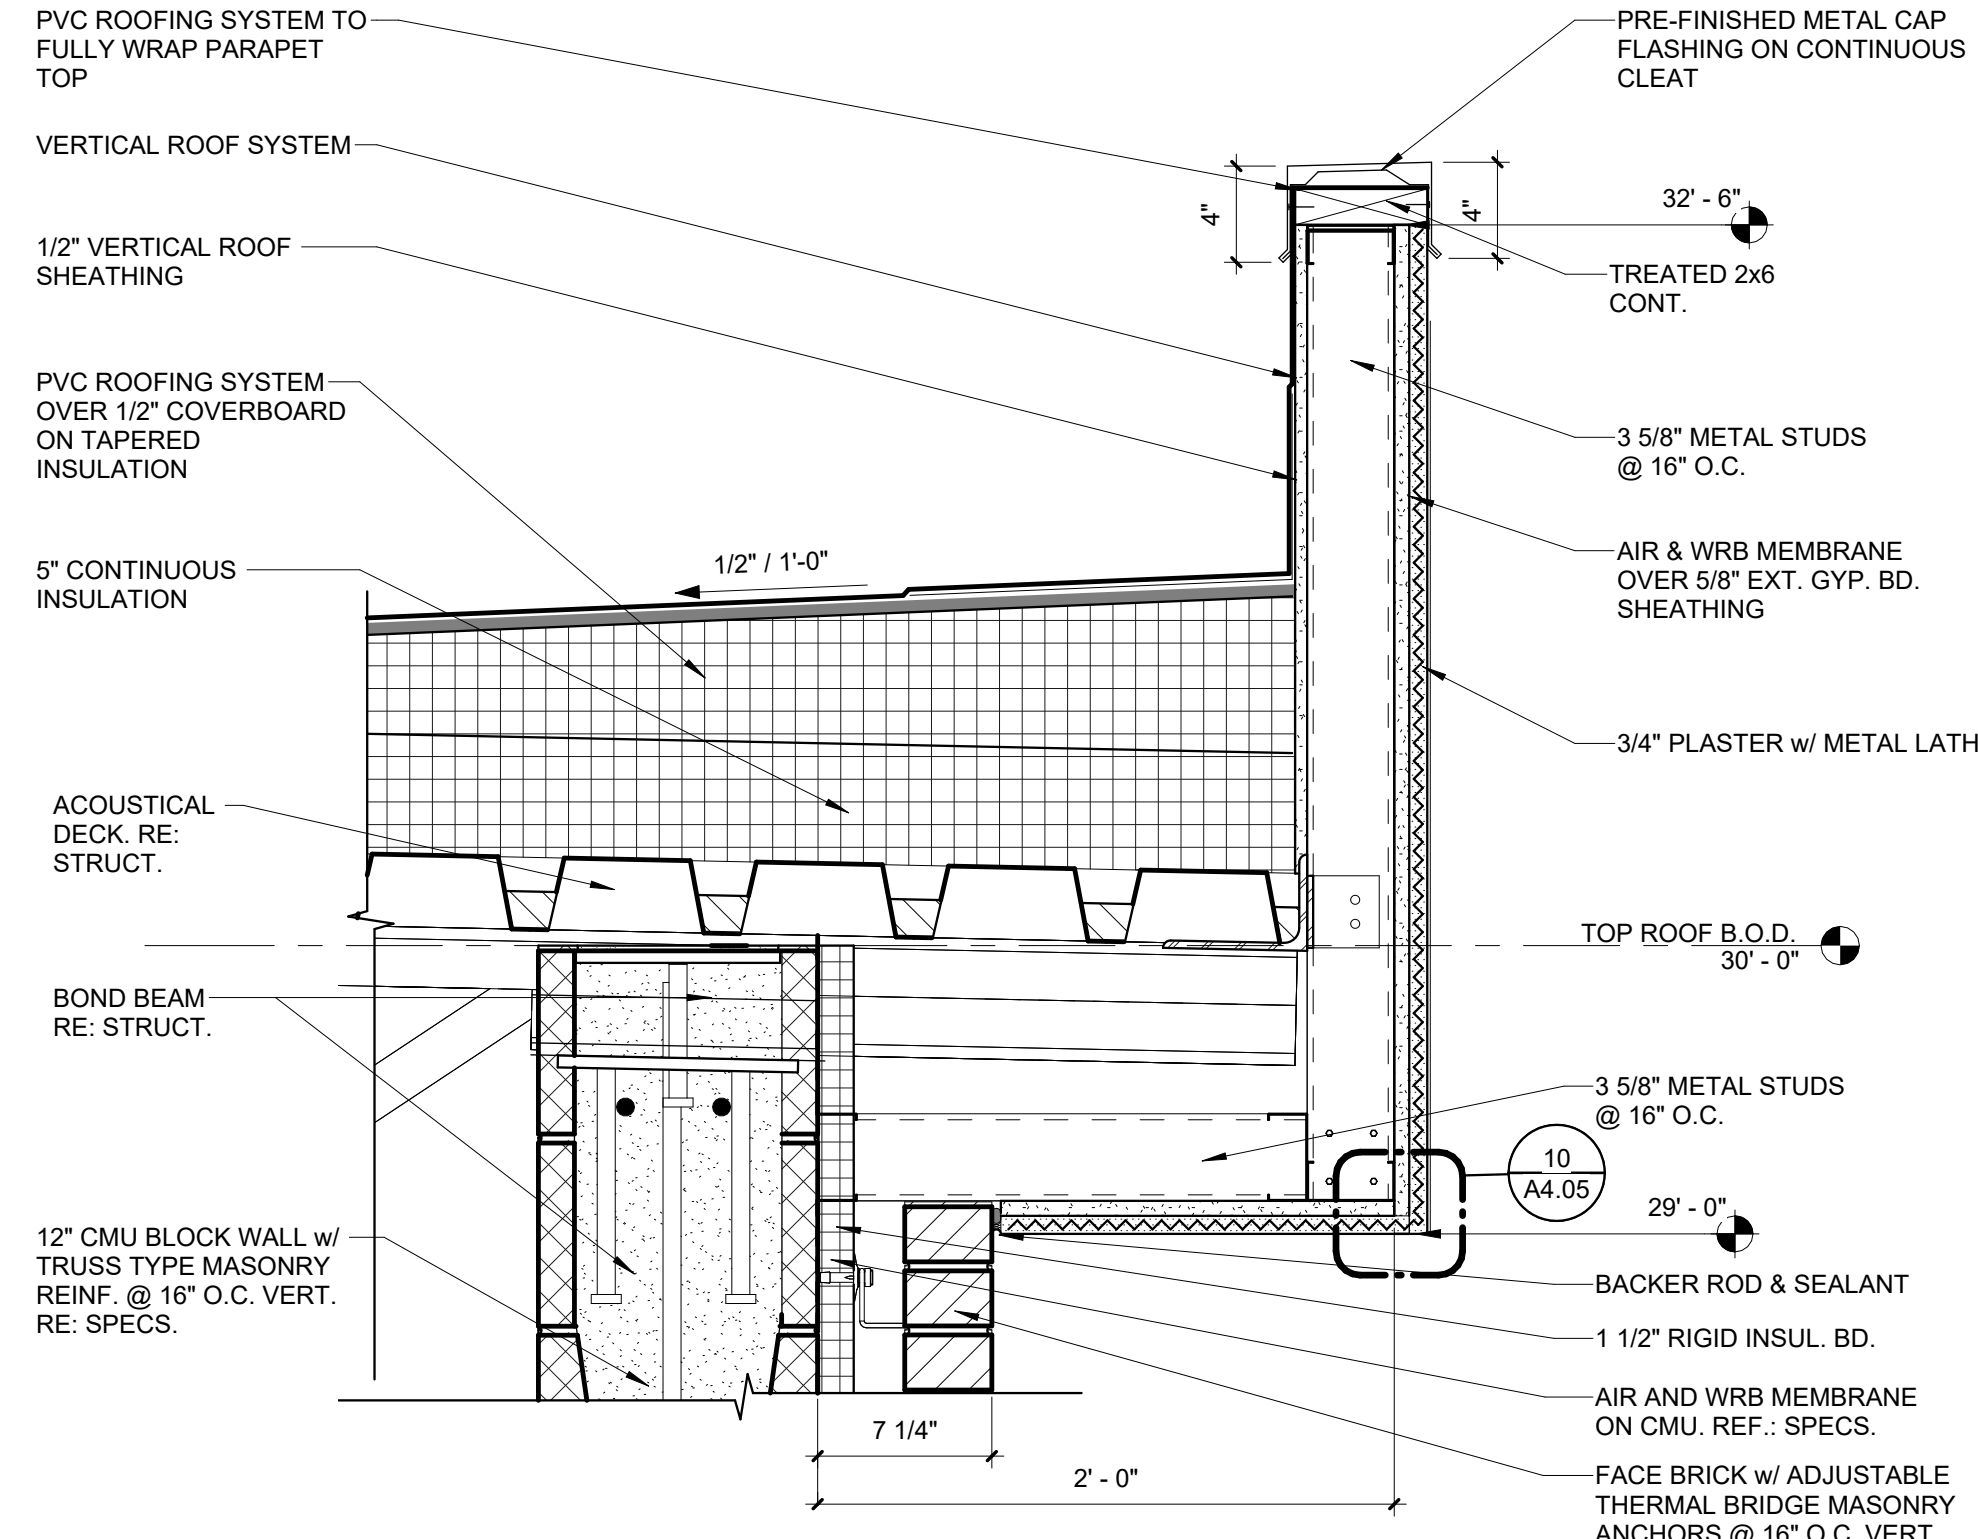 PVC ROOFING SYSTEM TO
FULLY WRAP PARAPET
TOP
VERTICAL ROOF SYSTEM
1/2" VERTICAL ROOF
SHEATHING
PVC ROOFING SYSTEM
OVER 1/2" COVERBOARD
ON TAPERED
INSULATION
5" CONTINUOUS
INSULATION
ACOUSTICAL
DECK. RE:
STRUCT.
BOND BEAM
RE: STRUCT.
12" CMU BLOCK WALL w/
TRUSS TYPE MASONRY
REINF. @ 16" O.C. VERT.
RE: SPECS.
1/2" / 1'-0"
4"
4"
7 1/4"
2' - 0"
PRE-FINISHED METAL CAP
FLASHING ON CONTINUOUS
CLEAT
32' - 6"
TREATED 2x6
CONT.
3 5/8" METAL STUDS
@ 16" O.C.
AIR & WRB MEMBRANE
OVER 5/8" EXT. GYP. BD.
SHEATHING
3/4" PLASTER w/ METAL LATH
TOP ROOF B.O.D.
30' - 0"
3 5/8" METAL STUDS
@ 16" O.C.
10
A4.05
29' - 0"
BACKER ROD & SEALANT
1 1/2" RIGID INSUL. BD.
AIR AND WRB MEMBRANE
ON CMU. REF.: SPECS.
FACE BRICK w/ ADJUSTABLE
THERMAL BRIDGE MASONRY
ANCHORS @ 16" O.C. VERT